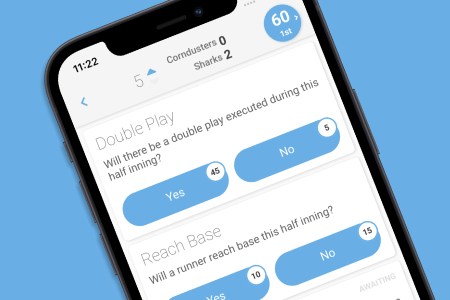 11:22
5
Corndusters 0
Sharks 2
60
1st
Double Play
Will there be a double play executed during this
half inning?
Yes
45
No
5
Reach Base
Will a runner reach base this half inning?
Yes
10
No
15
AWAITING